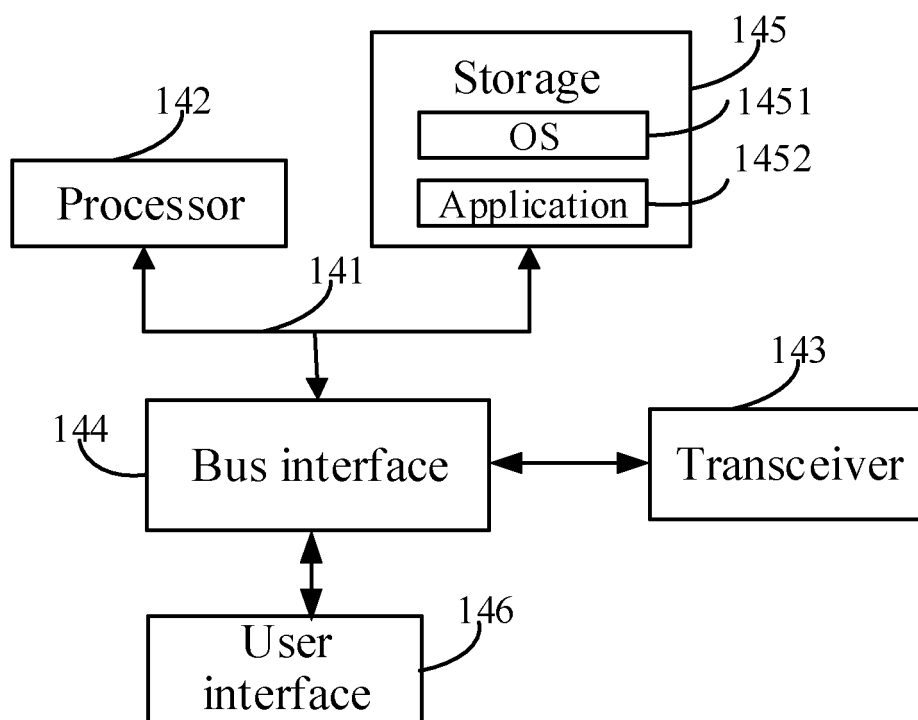 145
Storage
1451
OS
142
1452
Processor
Application
141
143
144
Bus interface
Transceiver
146
User
interface